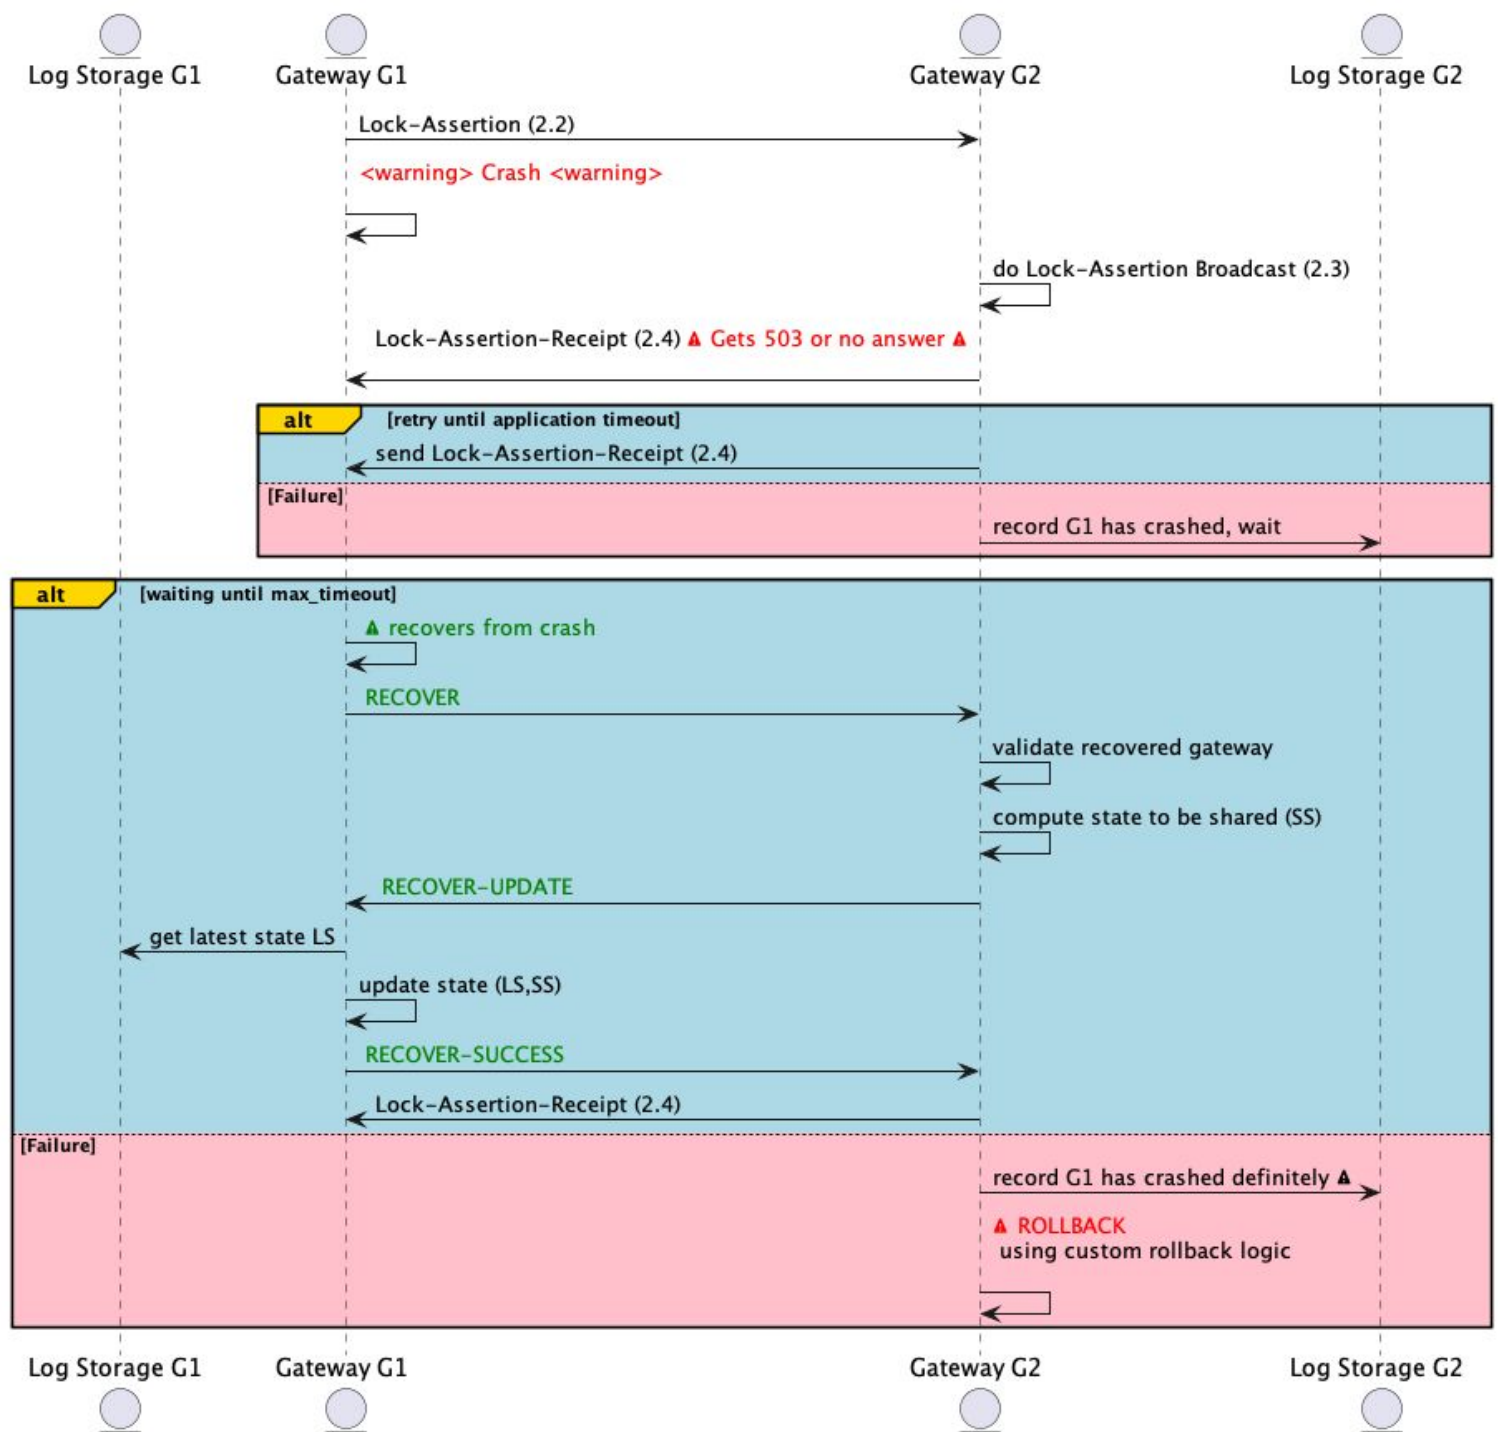 Log Storage G1
Gateway G1
Gateway G2
Log Storage G2
Lock-Assertion (2.2)
<warning> Crash <warning>
do Lock-Assertion Broadcast (2.3)
Lock-Assertion-Receipt (2.4) ⚠ Gets 503 or no answer ⚠
alt [retry until application timeout]
send Lock-Assertion-Receipt (2.4)
[Failure]
record G1 has crashed, wait
alt [waiting until max_timeout]
⚠ recovers from crash
RECOVER
validate recovered gateway
compute state to be shared (SS)
RECOVER-UPDATE
get latest state LS
update state (LS,SS)
RECOVER-SUCCESS
Lock-Assertion-Receipt (2.4)
[Failure]
record G1 has crashed definitely ⚠
⚠ ROLLBACK
using custom rollback logic
Log Storage G1
Gateway G1
Gateway G2
Log Storage G2